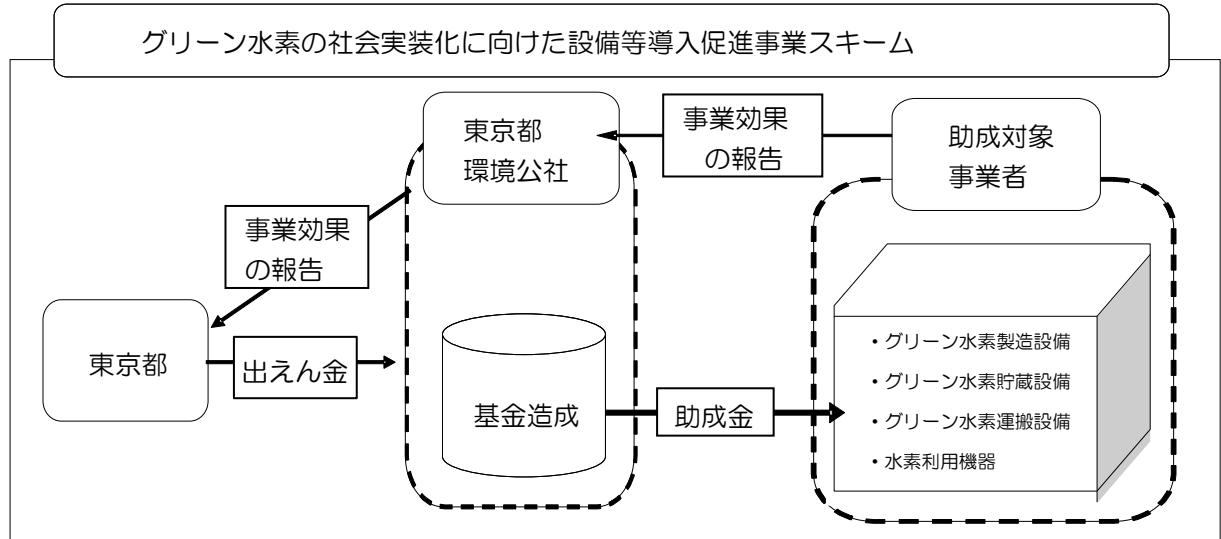 グリーン水素の社会実装化に向けた設備等導入促進事業スキーム
東京都
環境公社
事業効果
の報告
助成対象
事業者
事業効果
の報告
東京都
出えん金
基金造成
助成金
・グリーン水素製造設備
・グリーン水素貯蔵設備
・グリーン水素運搬設備
・水素利用機器